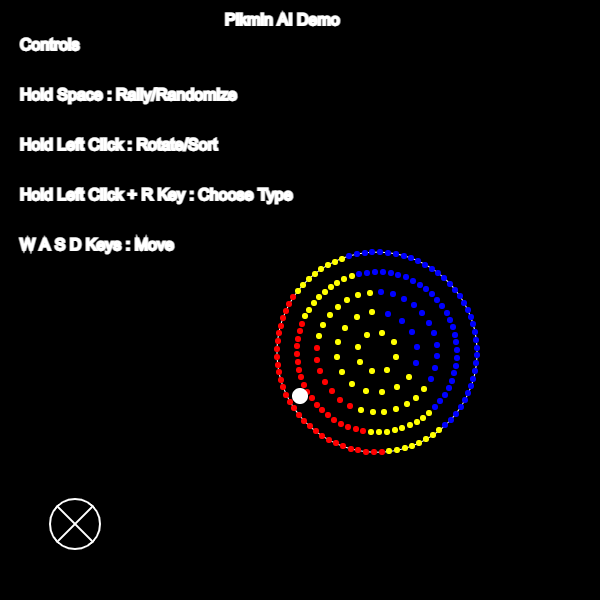 Pikmin AI Demo
Controls
Hold Space : Rally/Randomize
Hold Left Click : Rotate/Sort
Hold Left Click + R Key : Choose Type
W A S D Keys : Move